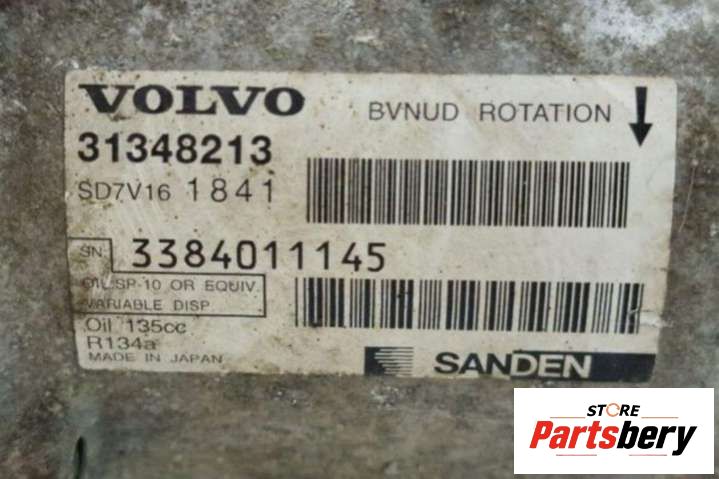 VOLVO
BVNUD ROTATION
31348213
SD7V16 1841
SN 3384011145
OIL:SP-10 OR EQUIV.
VARIABLE DISP
Oil 135cc
R134a
MADE IN JAPAN
SANDEN
STORE
Partsbery